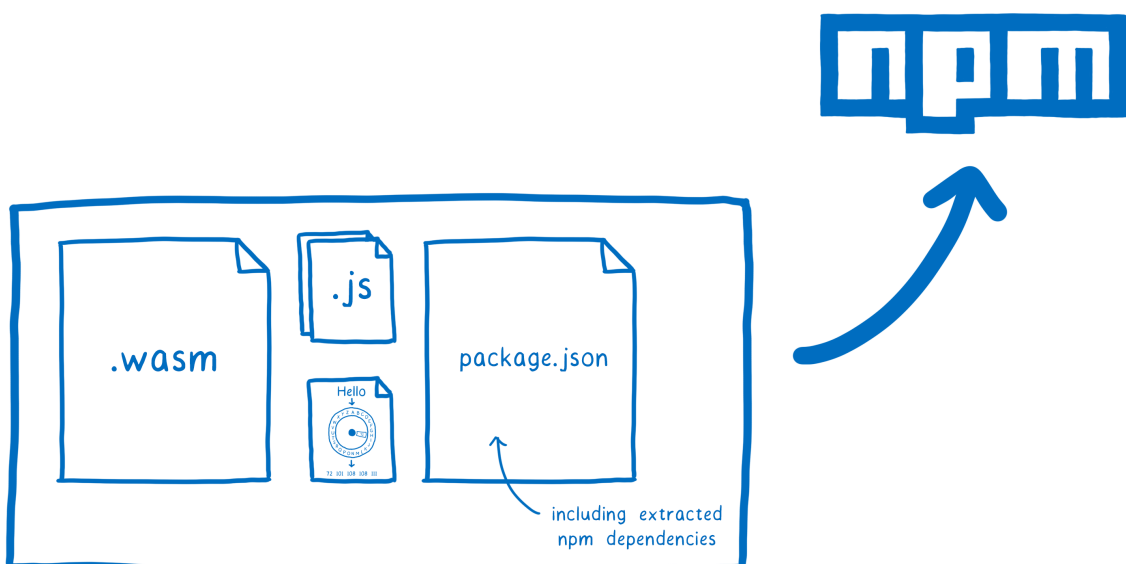 npm
.wasm
.js
Hello
72 101 108 108 111
package.json
including extracted
npm dependencies